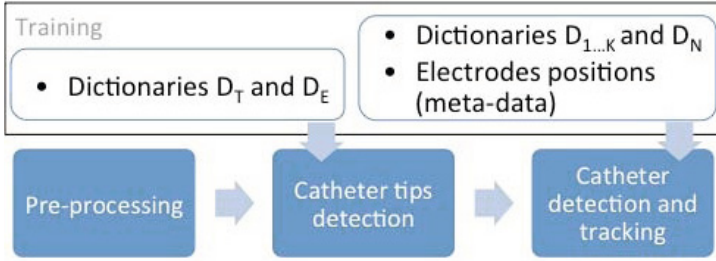 Training
• Dictionaries D_T and D_E
• Dictionaries D_1...K and D_N
• Electrodes positions
(meta-data)
Pre-processing
Catheter tips
detection
Catheter
detection and
tracking